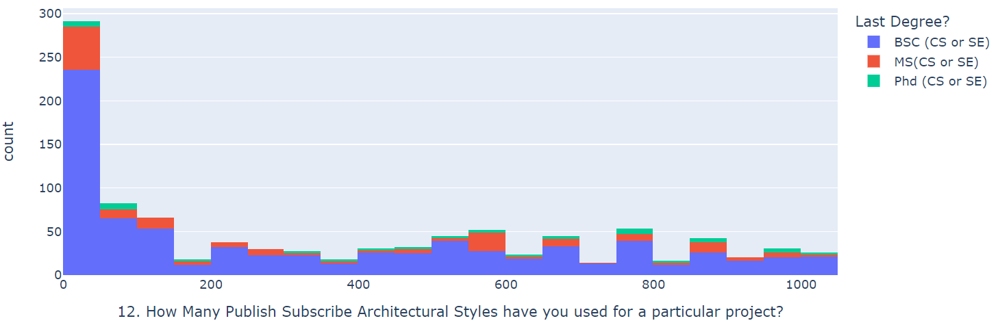 300
250
200
150
100
50
0
count
0 200 400 600 800 1000
12. How Many Publish Subscribe Architectural Styles have you used for a particular project?
Last Degree?
BSC (CS or SE)
MS(CS or SE)
Phd (CS or SE)